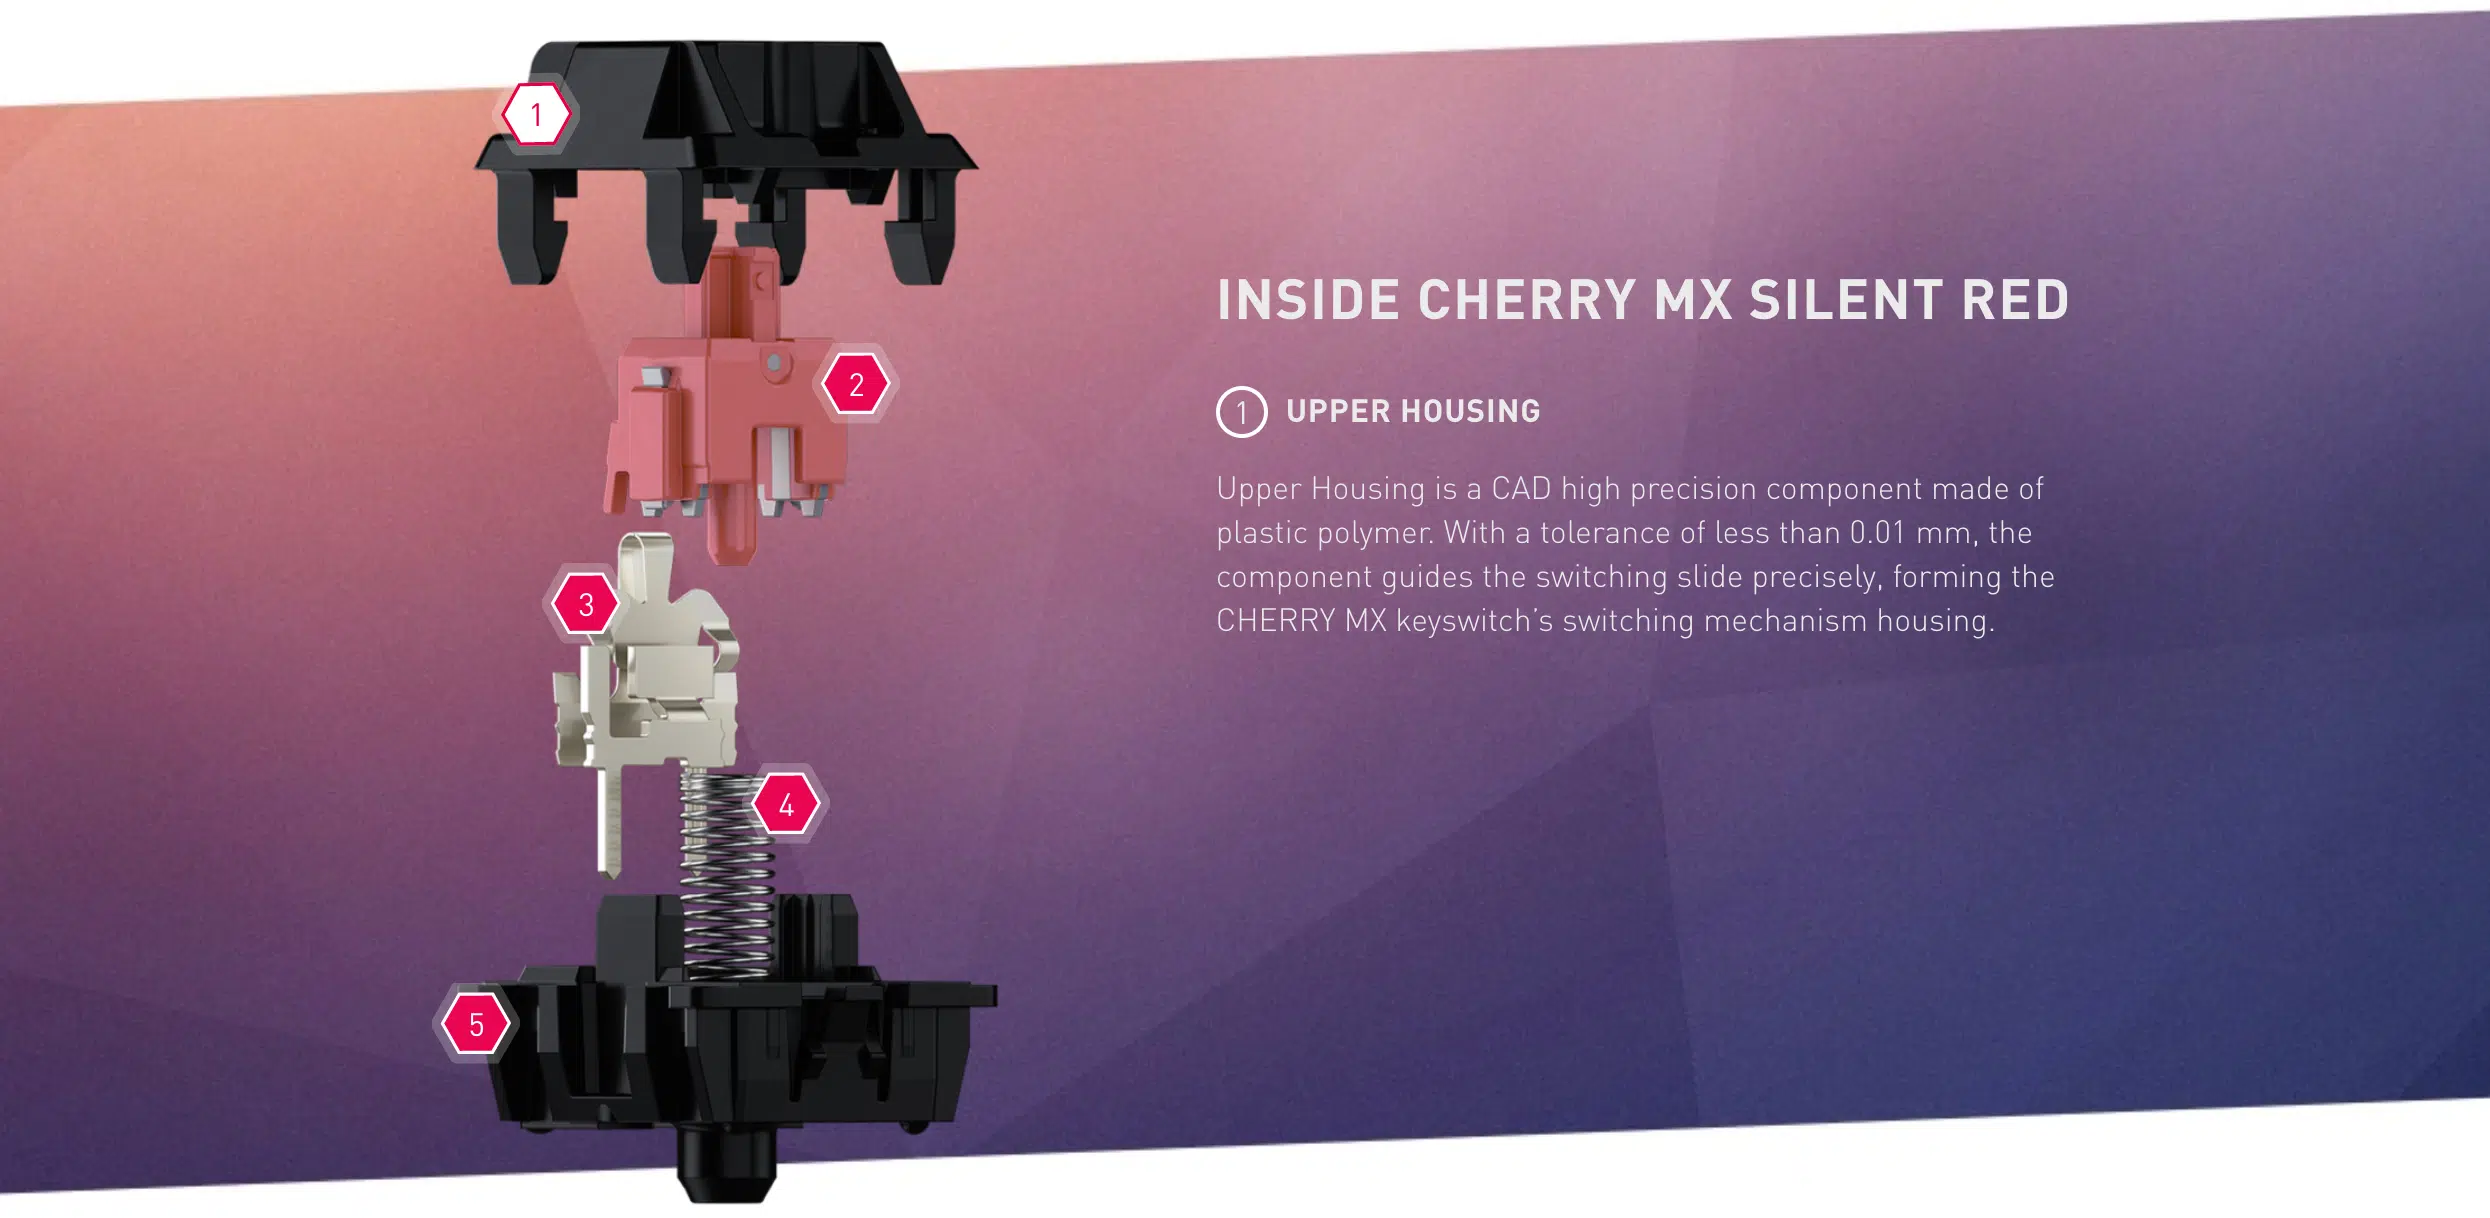 1
2
3
4
5
INSIDE CHERRY MX SILENT RED
1 UPPER HOUSING
Upper Housing is a CAD high precision component made of
plastic polymer. With a tolerance of less than 0.01 mm, the
component guides the switching slide precisely, forming the
CHERRY MX keyswitch’s switching mechanism housing.